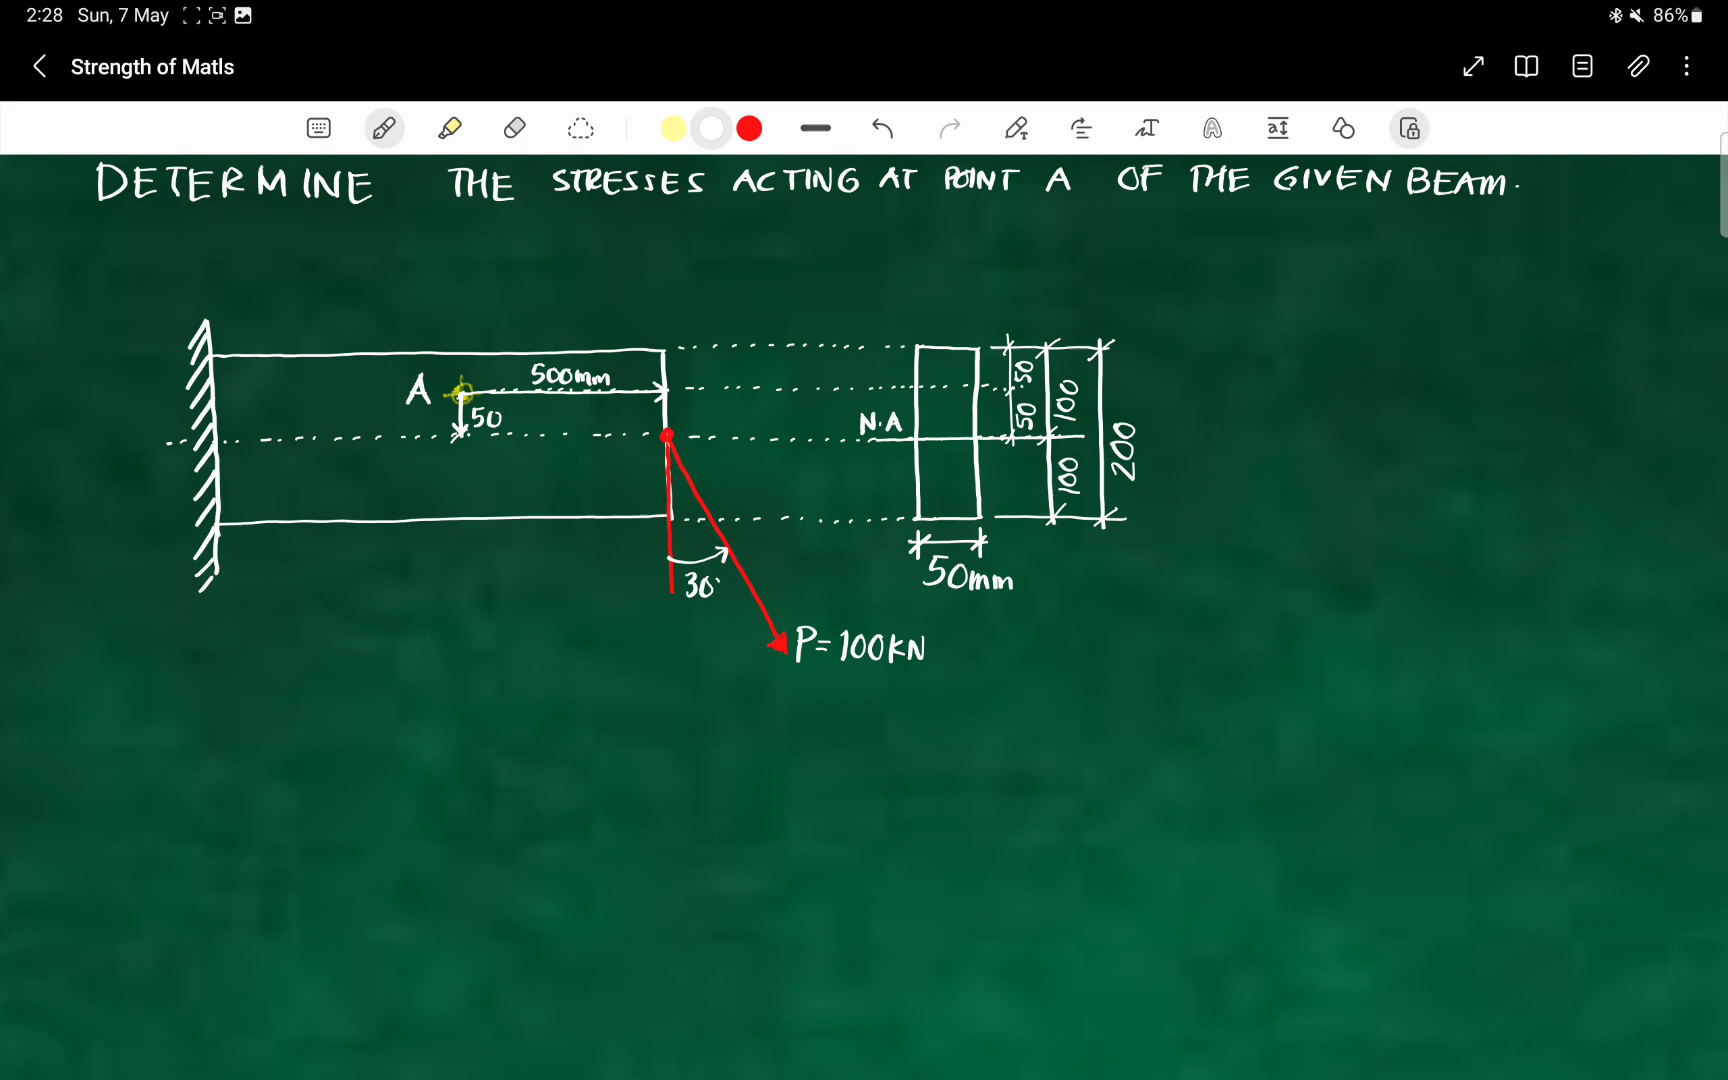 2:28 Sun, 7 May 86%
Strength of Matls
DETERMINE THE STRESSES ACTING AT POINT A OF THE GIVEN BEAM.
A
500mm
50
N.A
50
50
100
100
200
50mm
30°
P=100KN